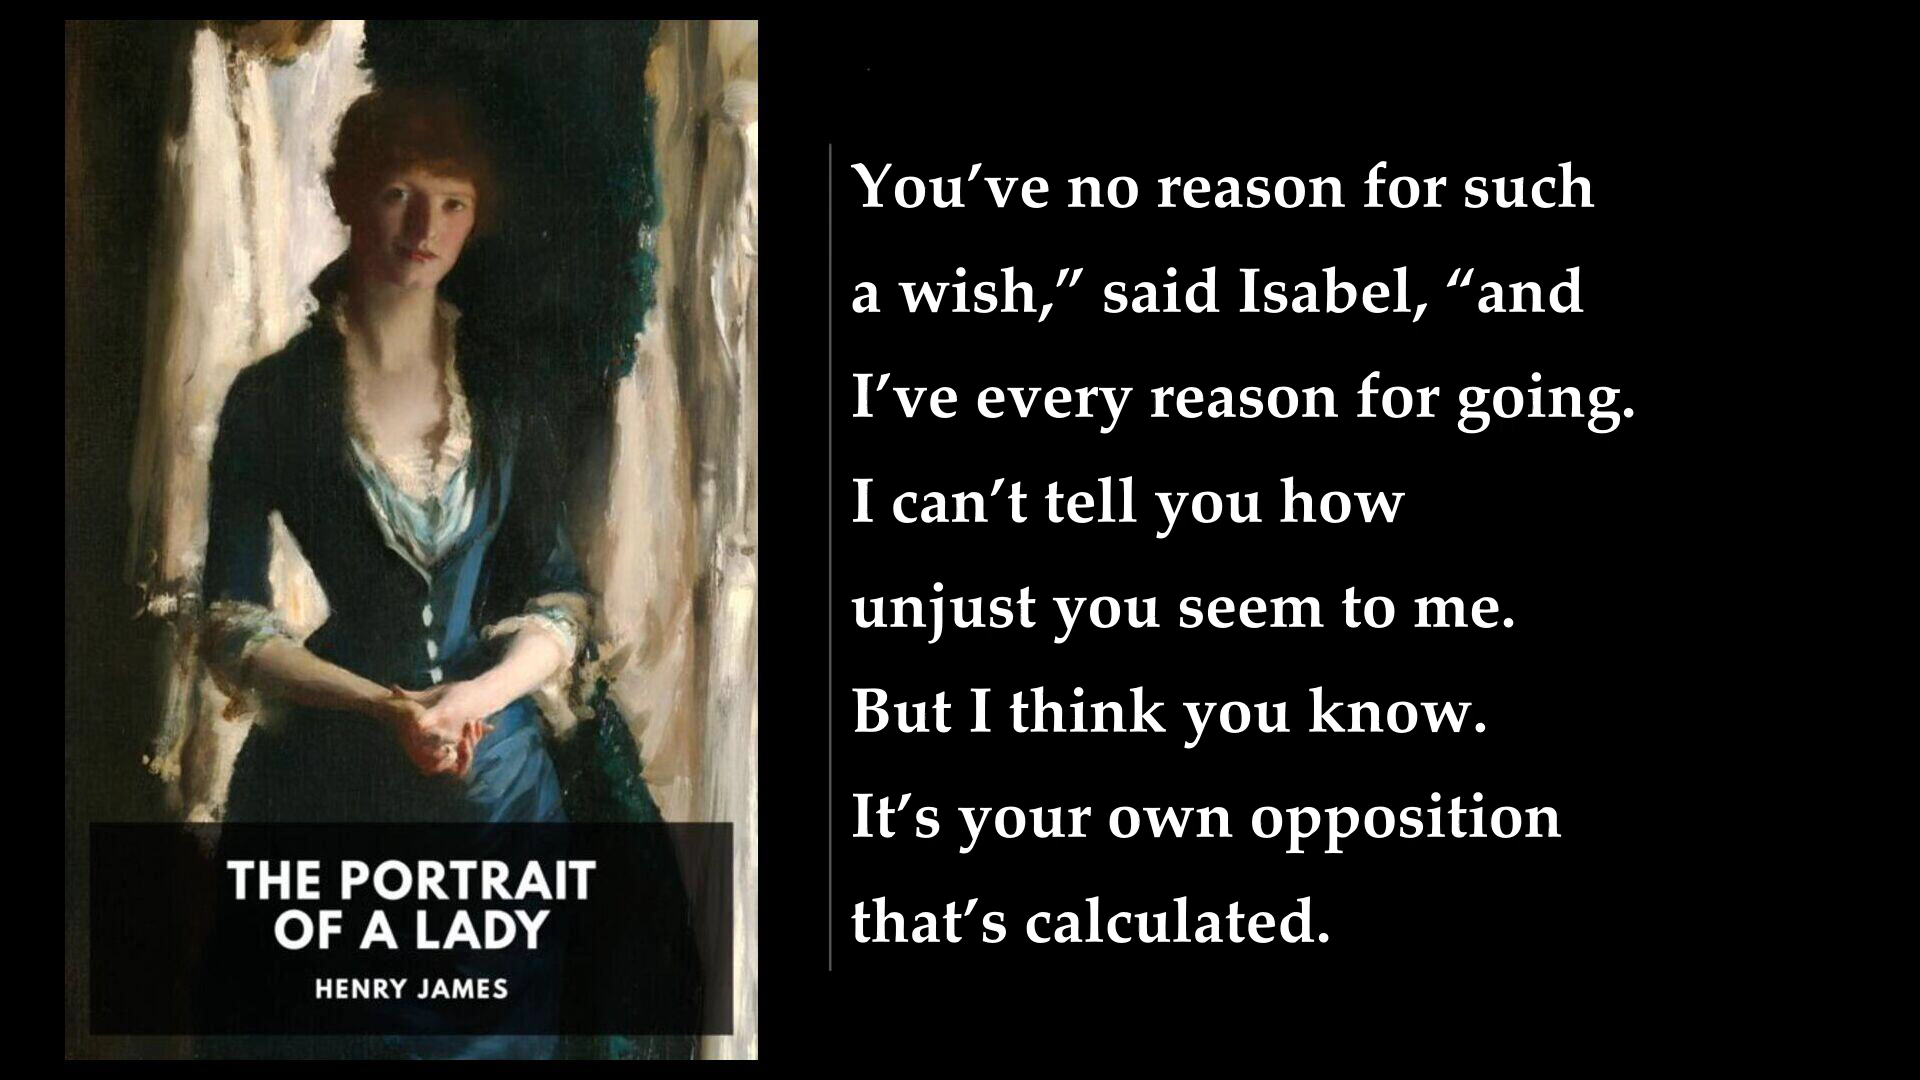 THE PORTRAIT
OF A LADY
HENRY JAMES
You’ve no reason for such
a wish,” said Isabel, “and
I’ve every reason for going.
I can’t tell you how
unjust you seem to me.
But I think you know.
It’s your own opposition
that’s calculated.